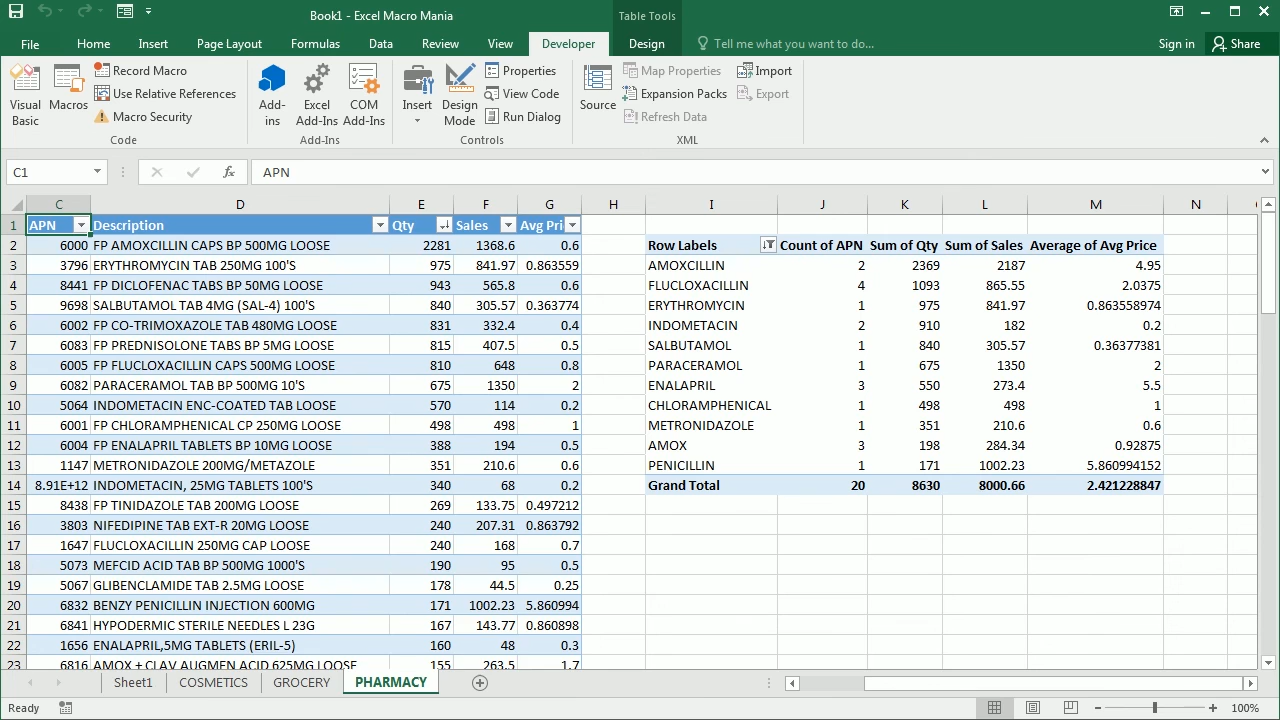 Book1 - Excel Macro Mania
Table Tools
File Home Insert Page Layout Formulas Data Review View Developer Design Tell me what you want to do... Sign in Share
Visual Basic
Macros
Record Macro
Use Relative References
Macro Security
Code
Add-ins
Excel Add-Ins
COM Add-Ins
Add-Ins
Insert
Design Mode
Properties
View Code
Run Dialog
Controls
Source
Map Properties
Expansion Packs
Refresh Data
Import
Export
XML
C1 fx APN
C D E F G H I J K L M N
1 APN Description Qty Sales Avg Pri
2 6000 FP AMOXCILLIN CAPS BP 500MG LOOSE 2281 1368.6 0.6 Row Labels Count of APN Sum of Qty Sum of Sales Average of Avg Price
3 3796 ERYTHROMYCIN TAB 250MG 100'S 975 841.97 0.863559 AMOXCILLIN 2 2369 2187 4.95
4 8441 FP DICLOFENAC TABS BP 50MG LOOSE 943 565.8 0.6 FLUCLOXACILLIN 4 1093 865.55 2.0375
5 9698 SALBUTAMOL TAB 4MG (SAL-4) 100'S 840 305.57 0.363774 ERYTHROMYCIN 1 975 841.97 0.863558974
6 6002 FP CO-TRIMOXAZOLE TAB 480MG LOOSE 831 332.4 0.4 INDOMETACIN 2 910 182 0.2
7 6083 FP PREDNISOLONE TABS BP 5MG LOOSE 815 407.5 0.5 SALBUTAMOL 1 840 305.57 0.36377381
8 6005 FP FLUCLOXACILLIN CAPS 500MG LOOSE 810 648 0.8 PARACERAMOL 1 675 1350 2
9 6082 PARACERAMOL TAB BP 500MG 10'S 675 1350 2 ENALAPRIL 3 550 273.4 5.5
10 5064 INDOMETACIN ENC-COATED TAB LOOSE 570 114 0.2 CHLORAMPHENICAL 1 498 498 1
11 6001 FP CHLORAMPHENICAL CP 250MG LOOSE 498 498 1 METRONIDAZOLE 1 351 210.6 0.6
12 6004 FP ENALAPRIL TABLETS BP 10MG LOOSE 388 194 0.5 AMOX 3 198 284.34 0.92875
13 1147 METRONIDAZOLE 200MG/METAZOLE 351 210.6 0.6 PENICILLIN 1 171 1002.23 5.860994152
14 8.91E+12 INDOMETACIN, 25MG TABLETS 100'S 340 68 0.2 Grand Total 20 8630 8000.66 2.421228847
15 8438 FP TINIDAZOLE TAB 200MG LOOSE 269 133.75 0.497212
16 3803 NIFEDIPINE TAB EXT-R 20MG LOOSE 240 207.31 0.863792
17 1647 FLUCLOXACILLIN 250MG CAP LOOSE 240 168 0.7
18 5073 MEFCID ACID TAB BP 500MG 1000'S 190 95 0.5
19 5067 GLIBENCLAMIDE TAB 2.5MG LOOSE 178 44.5 0.25
20 6832 BENZY PENICILLIN INJECTION 600MG 171 1002.23 5.860994
21 6841 HYPODERMIC STERILE NEEDLES L 23G 167 143.77 0.860898
22 1656 ENALAPRIL,5MG TABLETS (ERIL-5) 160 48 0.3
23 6816 AMOX + CLAV AUGMEN ACID 625MG LOOSE 155 263.5 1.7
Sheet1 COSMETICS GROCERY PHARMACY
Ready 100%